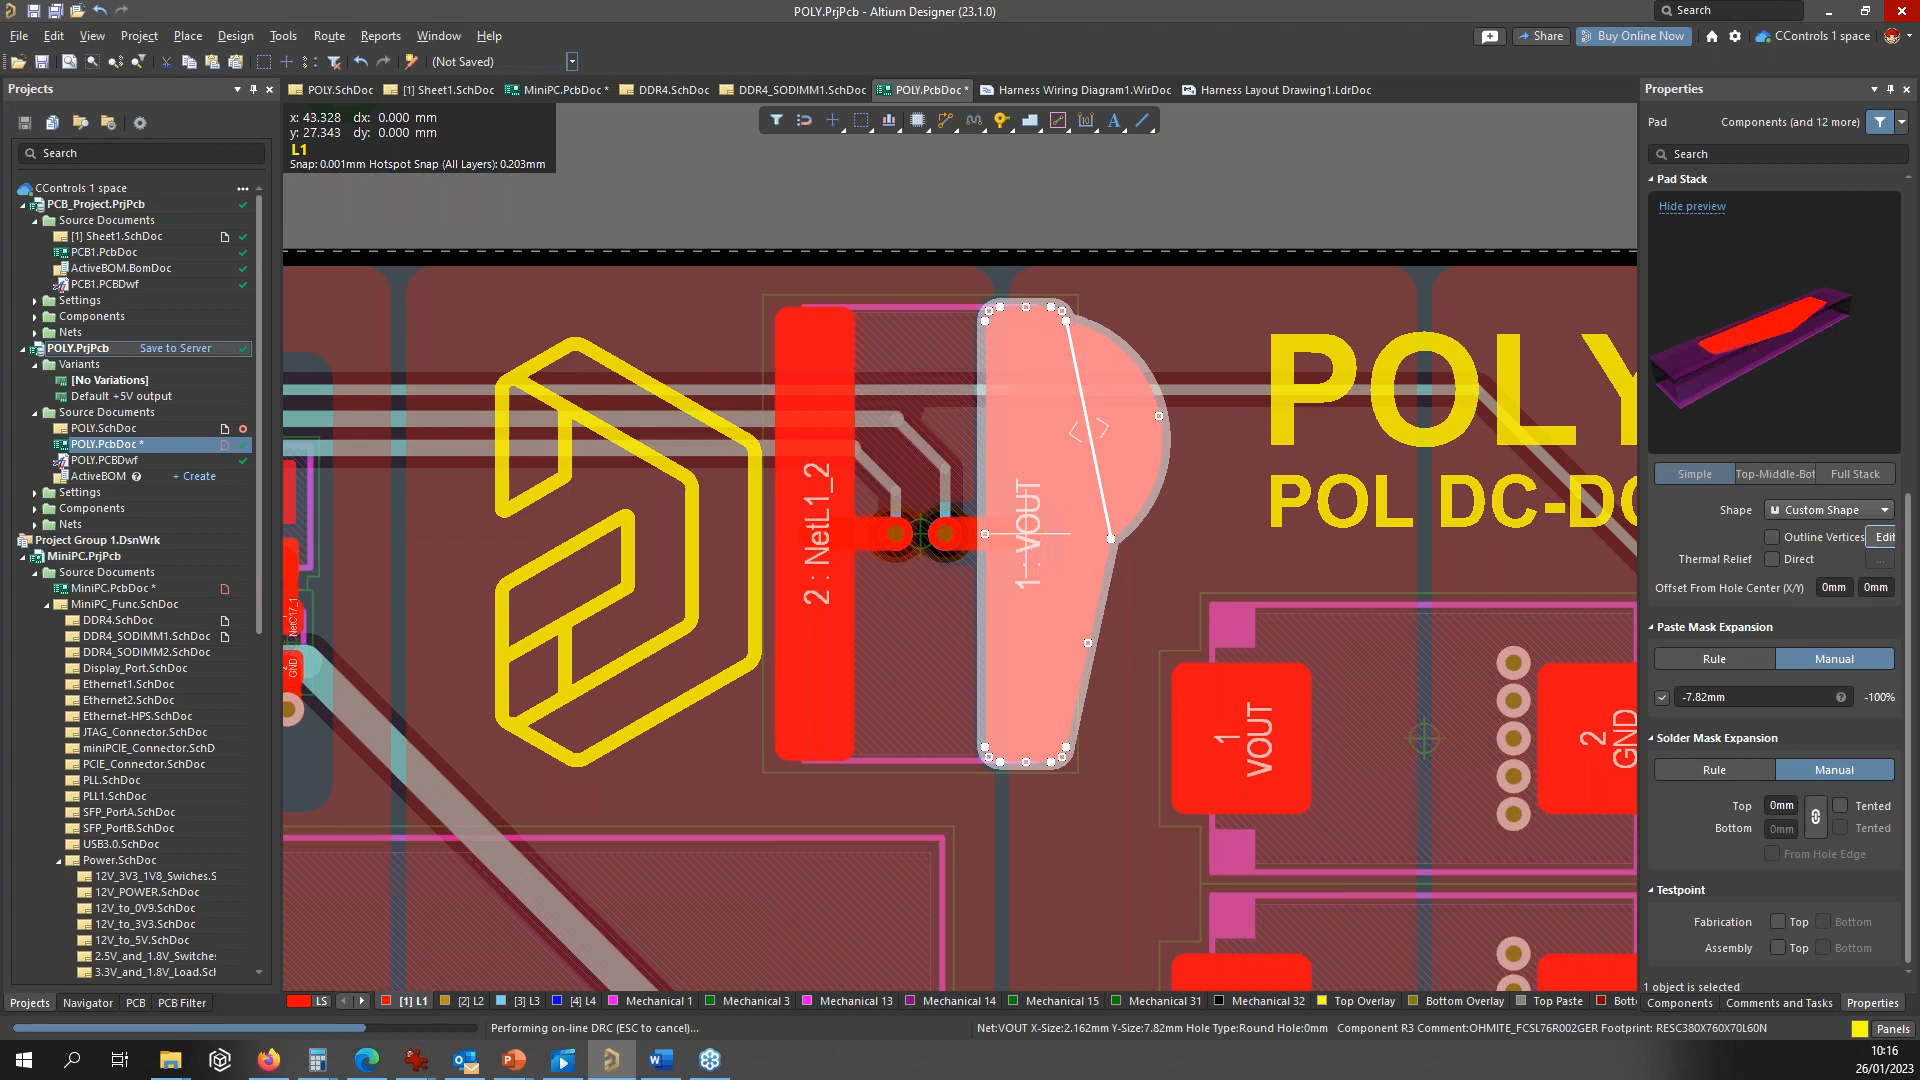 POLY.PrjPcb - Altium Designer (23.1.0)
Search
File Edit View Project Place Design Tools Route Reports Window Help
Share
Buy Online Now
CControls 1 space
(Not Saved)
Projects
POLY.SchDoc
[1] Sheet1.SchDoc
MiniPC.PcbDoc *
DDR4.SchDoc
DDR4_SODIMM1.SchDoc
POLY.PcbDoc *
Harness Wiring Diagram1.WirDoc
Harness Layout Drawing1.LdrDoc
Properties
x: 43.328 dx: 0.000 mm
y: 27.343 dy: 0.000 mm
L1
Snap: 0.001mm Hotspot Snap (All Layers): 0.203mm
Search
CControls 1 space
PCB_Project.PrjPcb
Source Documents
[1] Sheet1.SchDoc
PCB1.PcbDoc
ActiveBOM.BomDoc
PCB1.PCBDwf
Settings
Components
Nets
POLY.PrjPcb Save to Server
Variants
[No Variations]
Default +5V output
Source Documents
POLY.SchDoc
POLY.PcbDoc *
POLY.PCBDwf
ActiveBOM + Create
Settings
Components
Nets
Project Group 1.DsnWrk
MiniPC.PrjPcb
Source Documents
MiniPC.PcbDoc *
MiniPC_Func.SchDoc
DDR4.SchDoc
DDR4_SODIMM1.SchDoc
DDR4_SODIMM2.SchDoc
Display_Port.SchDoc
Ethernet1.SchDoc
Ethernet2.SchDoc
Ethernet-HPS.SchDoc
JTAG_Connector.SchDoc
miniPCIE_Connector.SchD
PCIE_Connector.SchDoc
PLL.SchDoc
PLL1.SchDoc
SFP_PortA.SchDoc
SFP_PortB.SchDoc
USB3.0.SchDoc
Power.SchDoc
12V_3V3_1V8_Swiches.S
12V_POWER.SchDoc
12V_to_0V9.SchDoc
12V_to_3V3.SchDoc
12V_to_5V.SchDoc
2.5V_and_1.8V_Switches
3.3V_and_1.8V_Load.Scl
Projects Navigator PCB PCB Filter
NetC17_1
GND
2 : NetL1_2
1 : VOUT
POLY
POL DC-DC
1
VOUT
2
GND
Pad Components (and 12 more)
Search
Pad Stack
Hide preview
Simple Top-Middle-Bot Full Stack
Shape Custom Shape
Outline Vertices Edit
Thermal Relief Direct ...
Offset From Hole Center (X/Y) 0mm 0mm
Paste Mask Expansion
Rule Manual
-7.82mm -100%
Solder Mask Expansion
Rule Manual
Top 0mm Tented
Bottom 0mm Tented
From Hole Edge
Testpoint
Fabrication Top Bottom
Assembly Top Bottom
1 object is selected
Components Comments and Tasks Properties
LS [1] L1 [2] L2 [3] L3 [4] L4 Mechanical 1 Mechanical 3 Mechanical 13 Mechanical 14 Mechanical 15 Mechanical 31 Mechanical 32 Top Overlay Bottom Overlay Top Paste Bott
Performing on-line DRC (ESC to cancel)...
Net:VOUT X-Size:2.162mm Y-Size:7.82mm Hole Type:Round Hole:0mm Component R3 Comment:OHMITE_FCSL76R002GER Footprint: RESC380X760X70L60N
Panels
10:16
26/01/2023